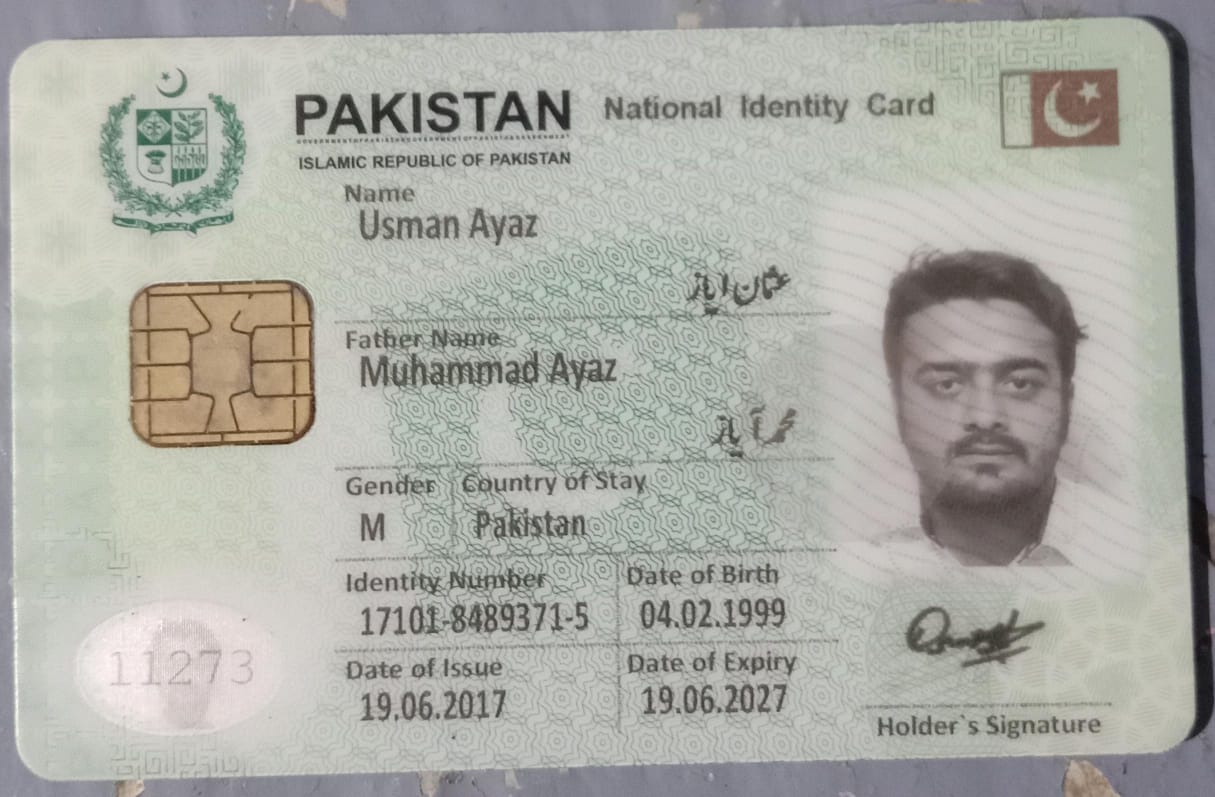 PAKISTAN National Identity Card
ISLAMIC REPUBLIC OF PAKISTAN
Name
Usman Ayaz
عثمان ایاز
Father Name
Muhammad Ayaz
محمد آیاز
Gender Country of Stay
M Pakistan
Identity Number Date of Birth
17101-8489371-5 04.02.1999
Date of Issue Date of Expiry
19.06.2017 19.06.2027
11273
Holder`s Signature